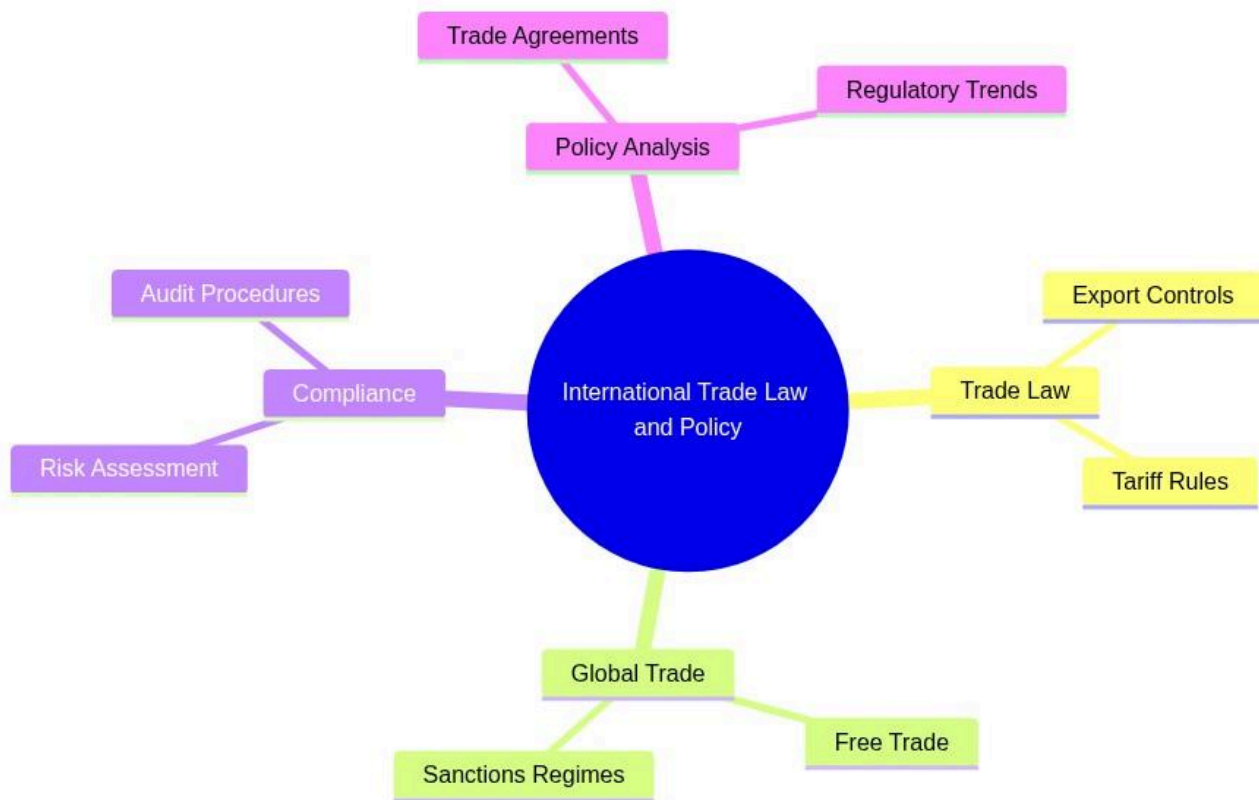 Trade Agreements
Regulatory Trends
Policy Analysis
Audit Procedures
Export Controls
Compliance
International Trade Law
and Policy
Trade Law
Risk Assessment
Tariff Rules
Global Trade
Free Trade
Sanctions Regimes